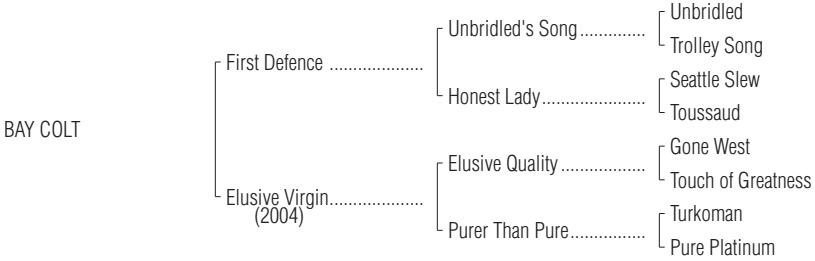 Unbridled
Unbridled's Song..............
Trolley Song
First Defence ....................
Seattle Slew
Honest Lady......................
Toussaud
BAY COLT
Gone West
Elusive Quality ..................
Touch of Greatness
Elusive Virgin....................
(2004)
Turkoman
Purer Than Pure................
Pure Platinum